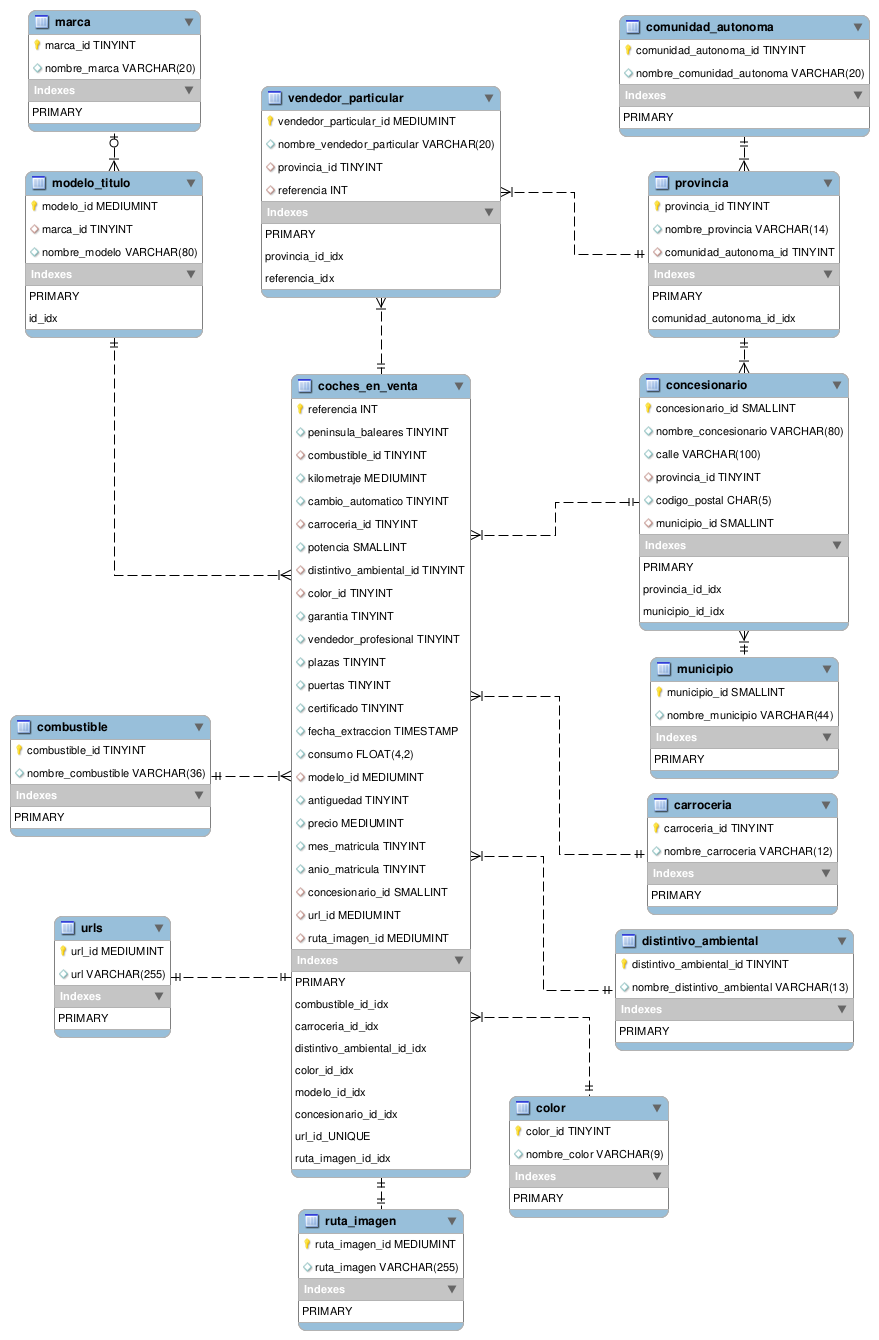 marca
marca_id TINYINT
nombre_marca VARCHAR(20)
Indexes
PRIMARY
modelo_titulo
modelo_id MEDIUMINT
marca_id TINYINT
nombre_modelo VARCHAR(80)
Indexes
PRIMARY
id_idx
vendedor_particular
vendedor_particular_id MEDIUMINT
nombre_vendedor_particular VARCHAR(20)
provincia_id TINYINT
referencia INT
Indexes
PRIMARY
provincia_id_idx
referencia_idx
comunidad_autonoma
comunidad_autonoma_id TINYINT
nombre_comunidad_autonoma VARCHAR(20)
Indexes
PRIMARY
provincia
provincia_id TINYINT
nombre_provincia VARCHAR(14)
comunidad_autonoma_id TINYINT
Indexes
PRIMARY
comunidad_autonoma_id_idx
coches_en_venta
referencia INT
peninsula_baleares TINYINT
combustible_id TINYINT
kilometraje MEDIUMINT
cambio_automatico TINYINT
carroceria_id TINYINT
potencia SMALLINT
distintivo_ambiental_id TINYINT
color_id TINYINT
garantia TINYINT
vendedor_profesional TINYINT
plazas TINYINT
puertas TINYINT
certificado TINYINT
fecha_extraccion TIMESTAMP
consumo FLOAT(4,2)
modelo_id MEDIUMINT
antiguedad TINYINT
precio MEDIUMINT
mes_matricula TINYINT
anio_matricula TINYINT
concesionario_id SMALLINT
url_id MEDIUMINT
ruta_imagen_id MEDIUMINT
Indexes
PRIMARY
combustible_id_idx
carroceria_id_idx
distintivo_ambiental_id_idx
color_id_idx
modelo_id_idx
concesionario_id_idx
url_id_UNIQUE
ruta_imagen_id_idx
concesionario
concesionario_id SMALLINT
nombre_concesionario VARCHAR(80)
calle VARCHAR(100)
provincia_id TINYINT
codigo_postal CHAR(5)
municipio_id SMALLINT
Indexes
PRIMARY
provincia_id_idx
municipio_id_idx
municipio
municipio_id SMALLINT
nombre_municipio VARCHAR(44)
Indexes
PRIMARY
combustible
combustible_id TINYINT
nombre_combustible VARCHAR(36)
Indexes
PRIMARY
carroceria
carroceria_id TINYINT
nombre_carroceria VARCHAR(12)
Indexes
PRIMARY
urls
url_id MEDIUMINT
url VARCHAR(255)
Indexes
PRIMARY
distintivo_ambiental
distintivo_ambiental_id TINYINT
nombre_distintivo_ambiental VARCHAR(13)
Indexes
PRIMARY
color
color_id TINYINT
nombre_color VARCHAR(9)
Indexes
PRIMARY
ruta_imagen
ruta_imagen_id MEDIUMINT
ruta_imagen VARCHAR(255)
Indexes
PRIMARY